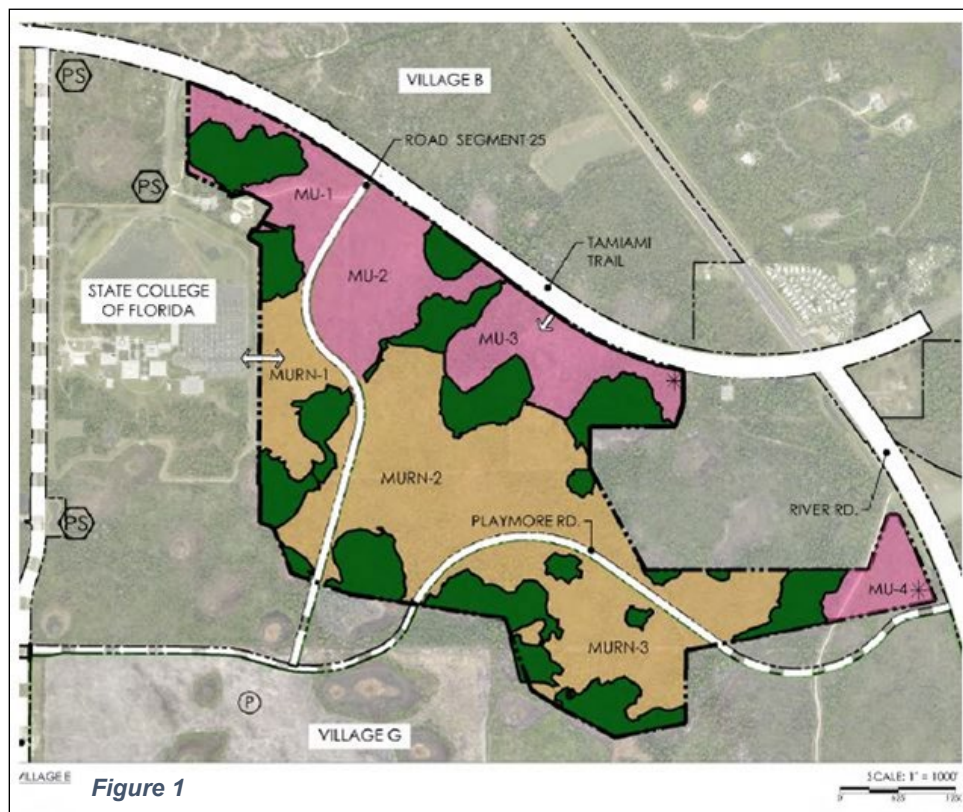 VILLAGE B
PS
ROAD SEGMENT 25
PS
MU-1
TAMIAMI
TRAIL
MU-2
STATE COLLEGE
OF FLORIDA
MU-3
MURN-1
MURN-2
RIVER RD.
PS
PLAYMORE RD.
MU-4
MURN-3
P
VILLAGE G
VILLAGE E
Figure 1
SCALE: 1" = 1000'
0
625